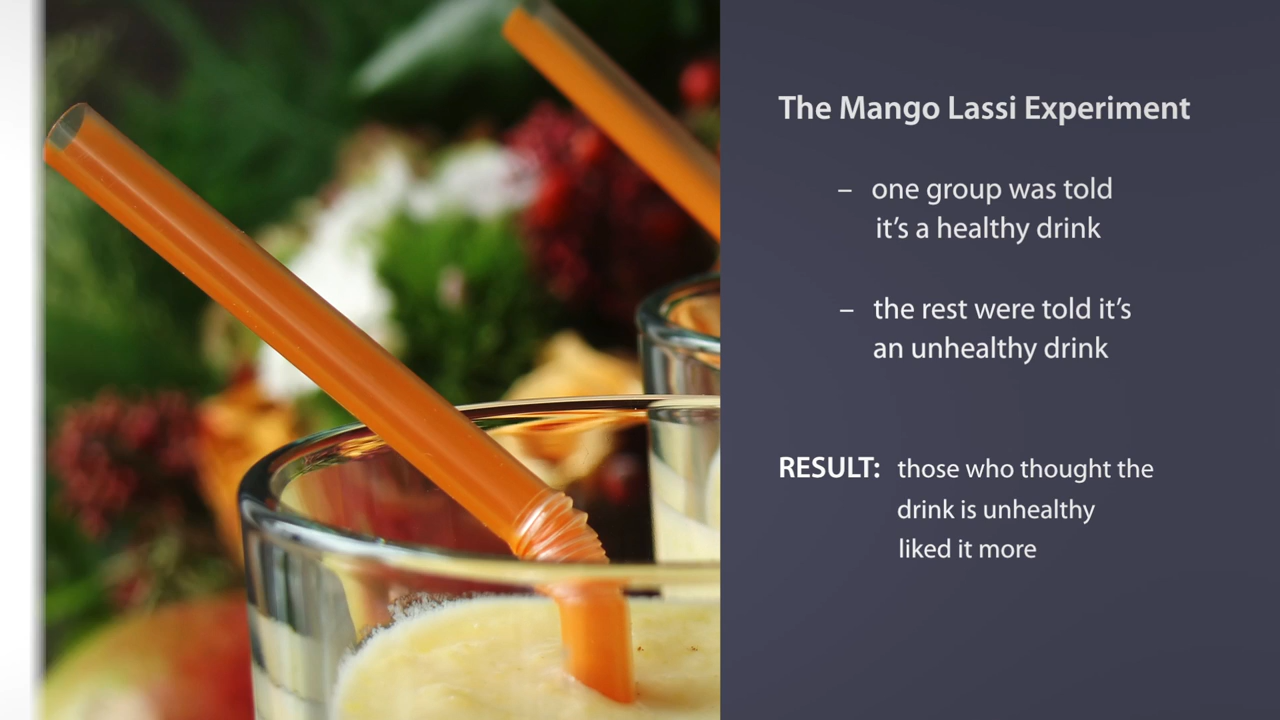 The Mango Lassi Experiment
– one group was told
it’s a healthy drink
– the rest were told it’s
an unhealthy drink
RESULT: those who thought the
drink is unhealthy
liked it more